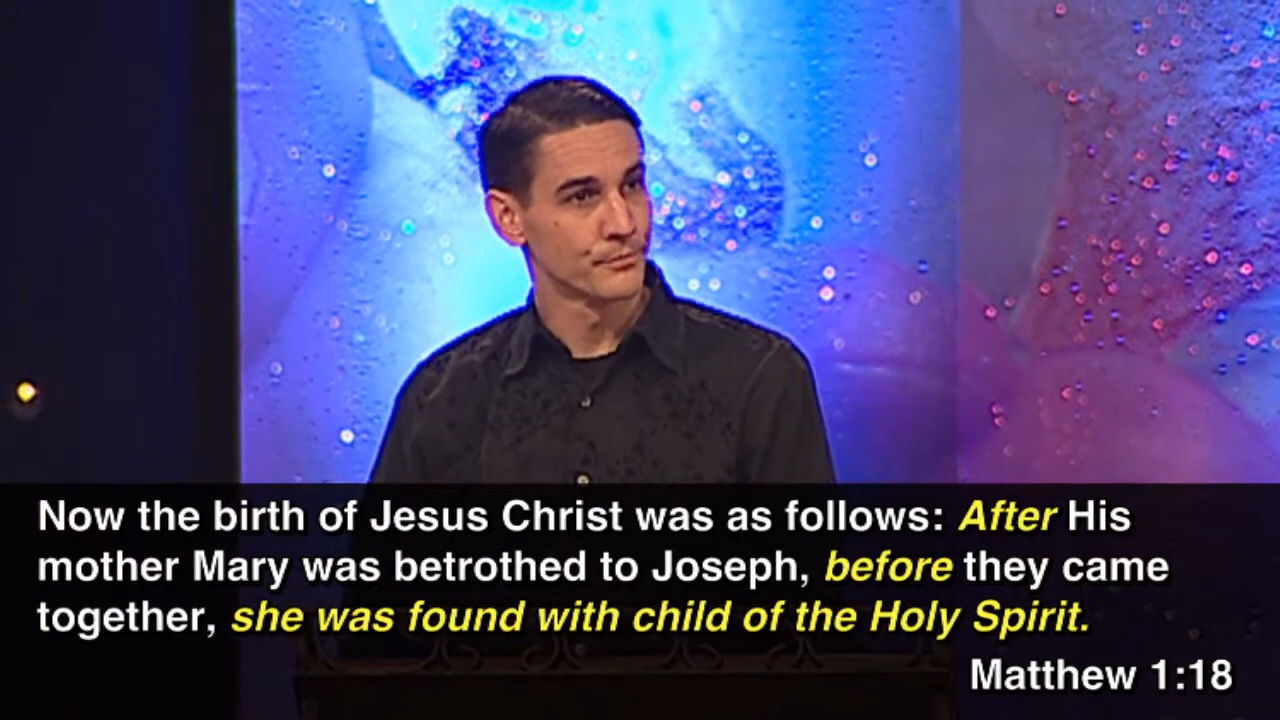 Now the birth of Jesus Christ was as follows: After His
mother Mary was betrothed to Joseph, before they came
together, she was found with child of the Holy Spirit.
Matthew 1:18